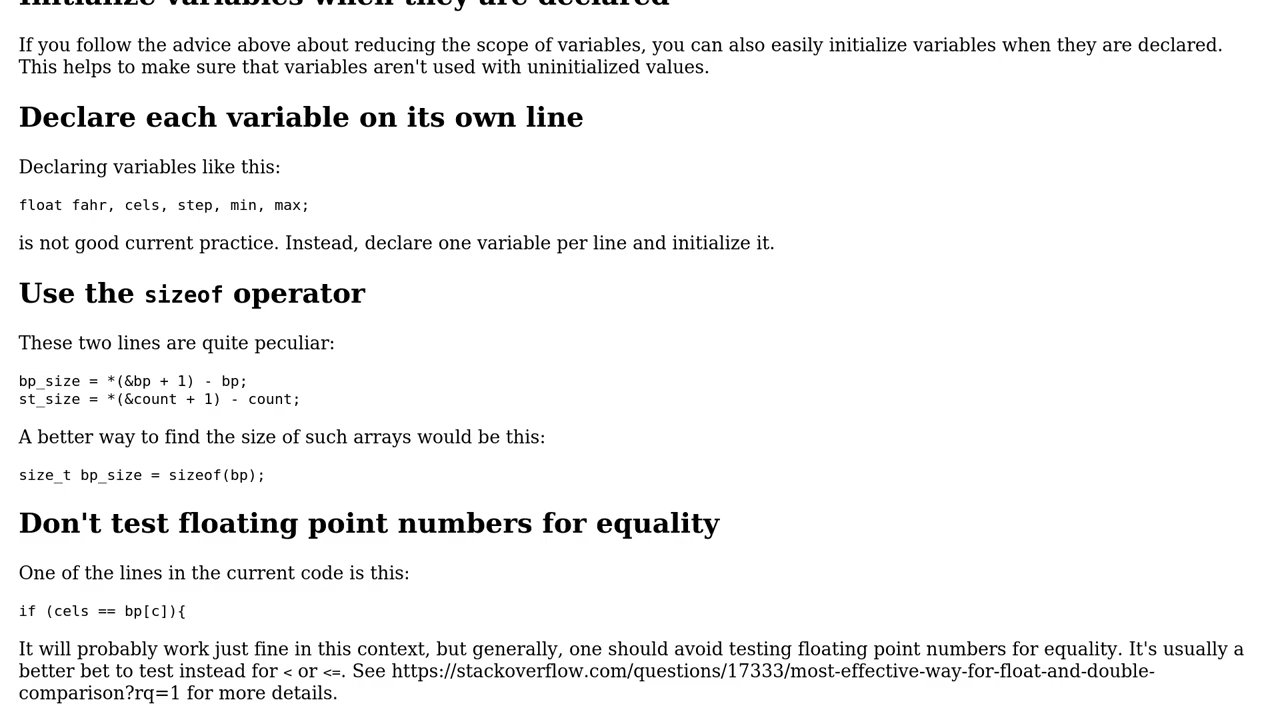 Initialize variables when they are declared
If you follow the advice above about reducing the scope of variables, you can also easily initialize variables when they are declared.
This helps to make sure that variables aren't used with uninitialized values.
Declare each variable on its own line
Declaring variables like this:
float fahr, cels, step, min, max;
is not good current practice. Instead, declare one variable per line and initialize it.
Use the sizeof operator
These two lines are quite peculiar:
bp_size = *(&bp + 1) - bp;
st_size = *(&count + 1) - count;
A better way to find the size of such arrays would be this:
size_t bp_size = sizeof(bp);
Don't test floating point numbers for equality
One of the lines in the current code is this:
if (cels == bp[c]){
It will probably work just fine in this context, but generally, one should avoid testing floating point numbers for equality. It's usually a
better bet to test instead for < or <=. See https://stackoverflow.com/questions/17333/most-effective-way-for-float-and-double-
comparison?rq=1 for more details.